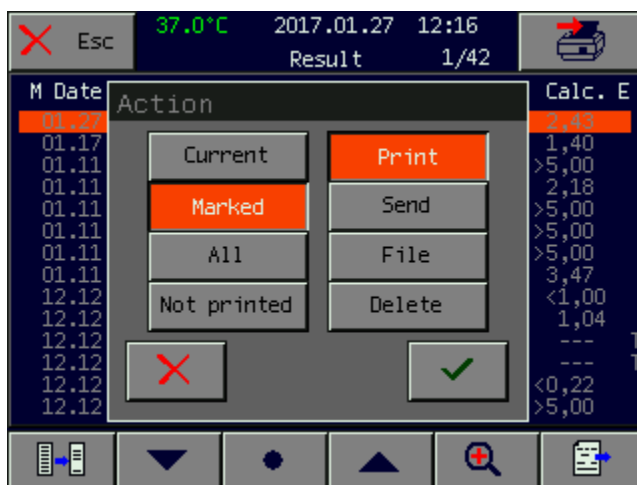 Esc
37.0°C 2017.01.27 12:16
Result 1/42
M Date Calc. E
Action
01.27 2,43
01.17 1,40
01.11 >5,00
01.11 2,18
01.11 >5,00
01.11 >5,00
01.11 >5,00
01.11 3,47
12.12 <1,00
12.12 1,04
12.12 --- T
12.12 --- T
12.12 <0,22
12.12 >5,00
Current Print
Marked Send
All File
Not printed Delete